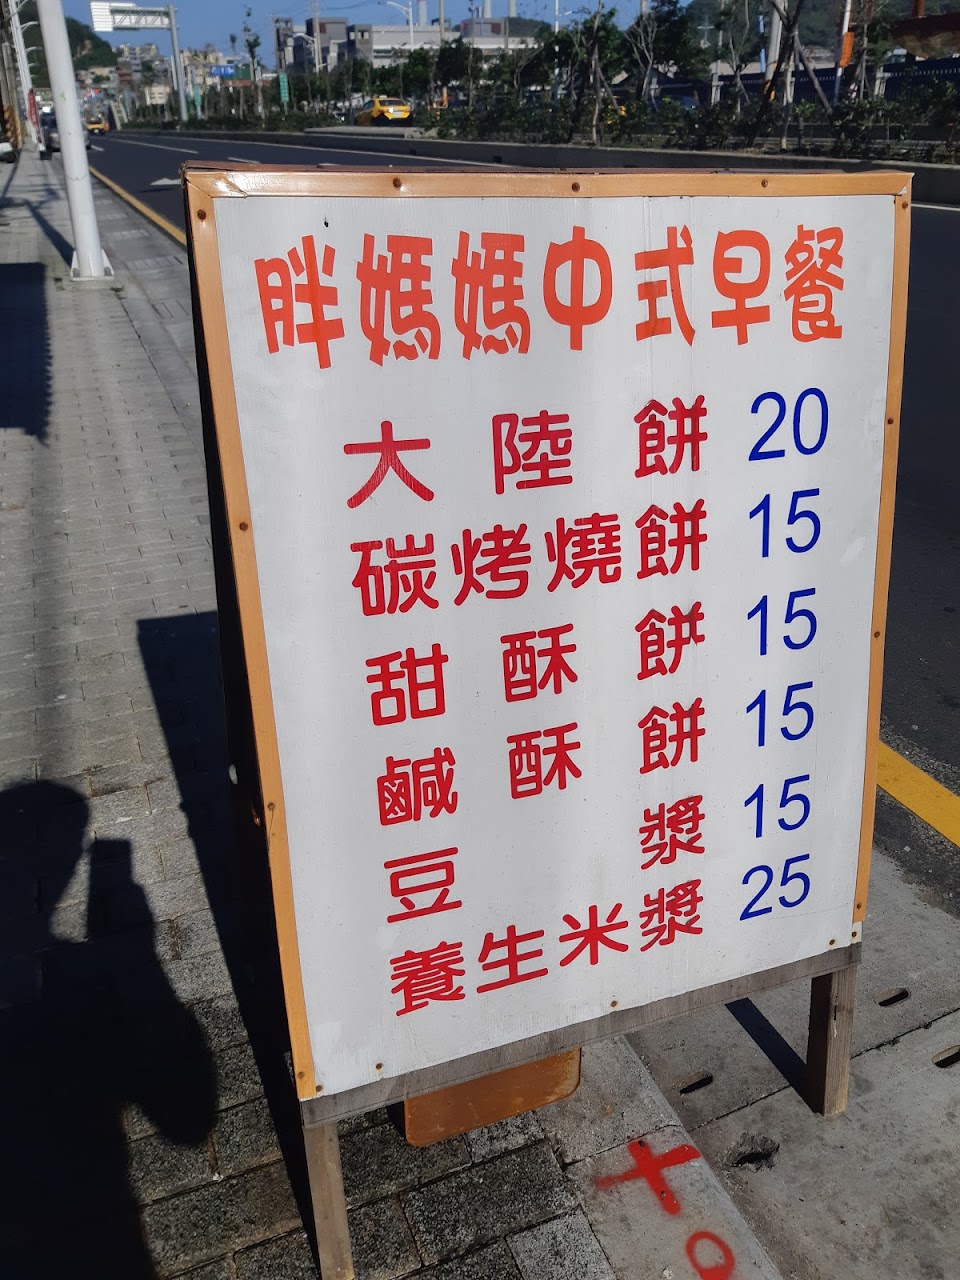 胖媽媽中式早餐
大陸餅 20
碳烤燒餅 15
甜酥餅 15
鹹酥餅 15
豆漿 15
養生米漿 25